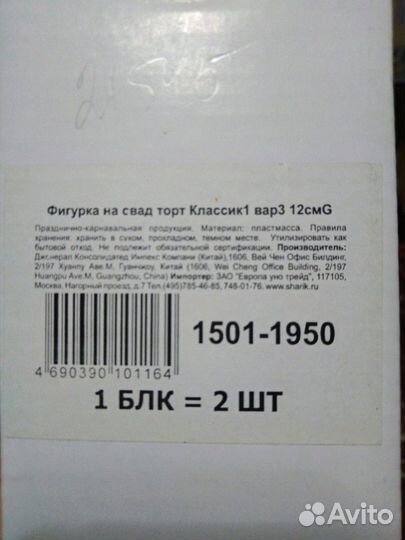 Фигурка на свад торт Классик1 вар3 12смG
Празднично-карнавальная продукция. Материал: пластмасса. Правила
хранения: хранить в сухом, прохладном, темном месте. Утилизировать как
бытовой отход. Не подлежит обязательной сертификации. Производитель:
Дженерал Консолидатед Импекс Компани (Китай),1606, Вей Чен Офис Билдинг,
2/197 Хуанпу Аве.М, Гуанчжоу, Китай (1606, Wei Cheng Office Building, 2/197
Huangpu Ave.M, Guangzhou, China) Импортер: ЗАО "Европа уно трейд", 117105,
Москва, Нагорный проезд, д.7 Тел.(495)785-46-85, 748-01-76. www.sharik.ru
1501-1950
4 690390 101164
1 БЛК = 2 ШТ
Avito